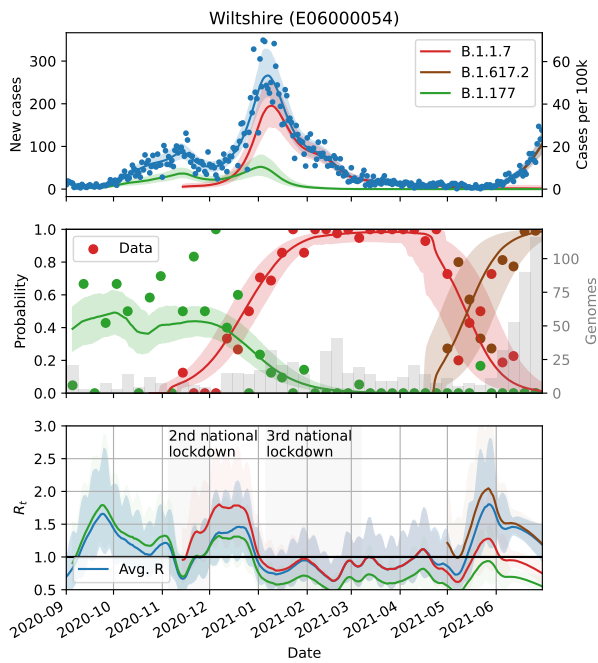 Wiltshire (E06000054)
New cases
300
200
100
0
B.1.1.7
B.1.617.2
B.1.177
60
40
20
0
Cases per 100k
Probability
1.0
0.8
0.6
0.4
0.2
0.0
Data
100
75
50
25
0
Genomes
R_t
3.0
2.5
2.0
1.5
1.0
0.5
2nd national
lockdown
3rd national
lockdown
Avg. R
2020-09
2020-10
2020-11
2020-12
2021-01
2021-02
2021-03
2021-04
2021-05
2021-06
Date